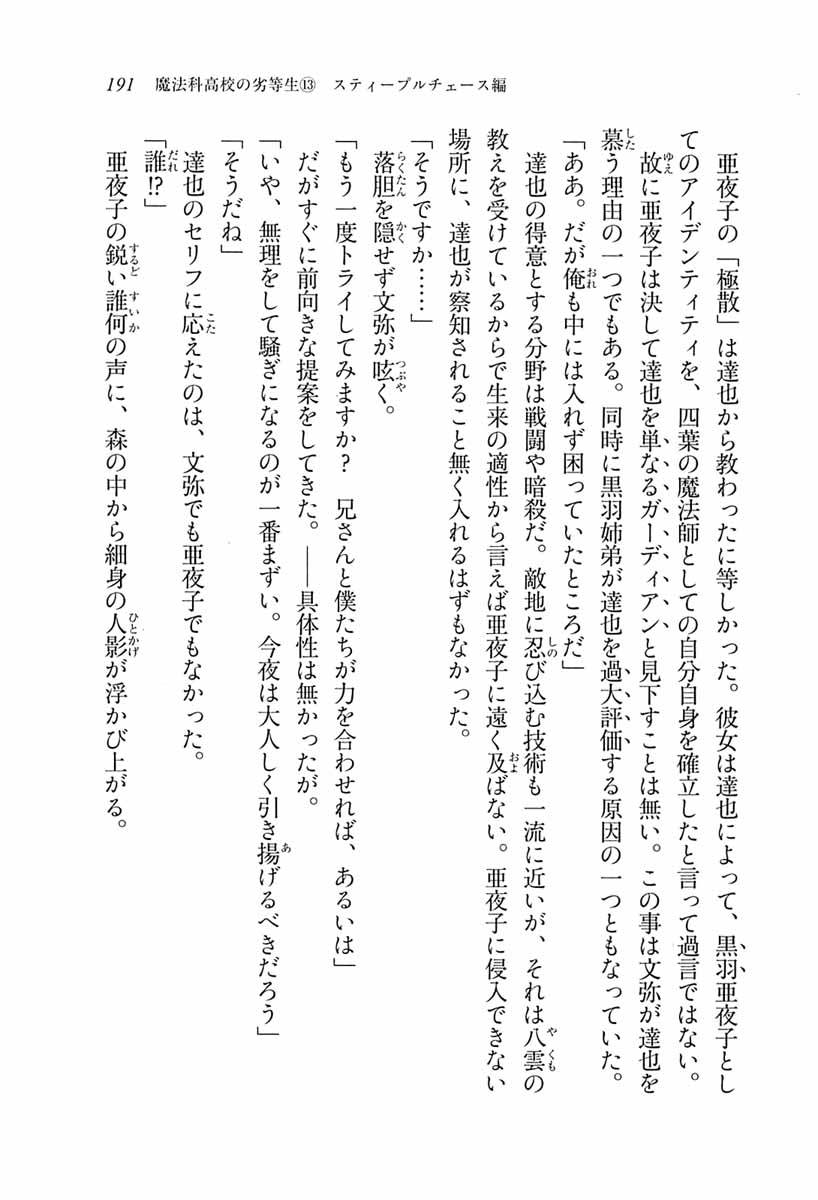 191 魔法科高校の劣等生⑬ スティープルチェース編
亜夜子の「極散」は達也から教わったに等しかった。彼女は達也によって、黒羽亜夜子とし
てのアイデンティティを、四葉の魔法師としての自分自身を確立したと言って過言ではない。
故に亜夜子は決して達也を単なるガーディアンと見下すことは無い。この事は文弥が達也を
慕う理由の一つでもある。同時に黒羽姉弟が達也を過大評価する原因の一つともなっていた。
「ああ。だが俺も中には入れず困っていたところだ」
達也の得意とする分野は戦闘や暗殺だ。敵地に忍び込む技術も一流に近いが、それは八雲の
教えを受けているからで生来の適性から言えば亜夜子に遠く及ばない。亜夜子に侵入できない
場所に、達也が察知されること無く入れるはずもなかった。
「そうですか……」
落胆を隠せず文弥が呟く。
「もう一度トライしてみますか？ 兄さんと僕たちが力を合わせれば、あるいは」
だがすぐに前向きな提案をしてきた。――具体性は無かったが。
「いや、無理をして騒ぎになるのが一番まずい。今夜は大人しく引き揚げるべきだろう」
「そうだね」
達也のセリフに応えたのは、文弥でも亜夜子でもなかった。
「誰!?」
亜夜子の鋭い誰何の声に、森の中から細身の人影が浮かび上がる。